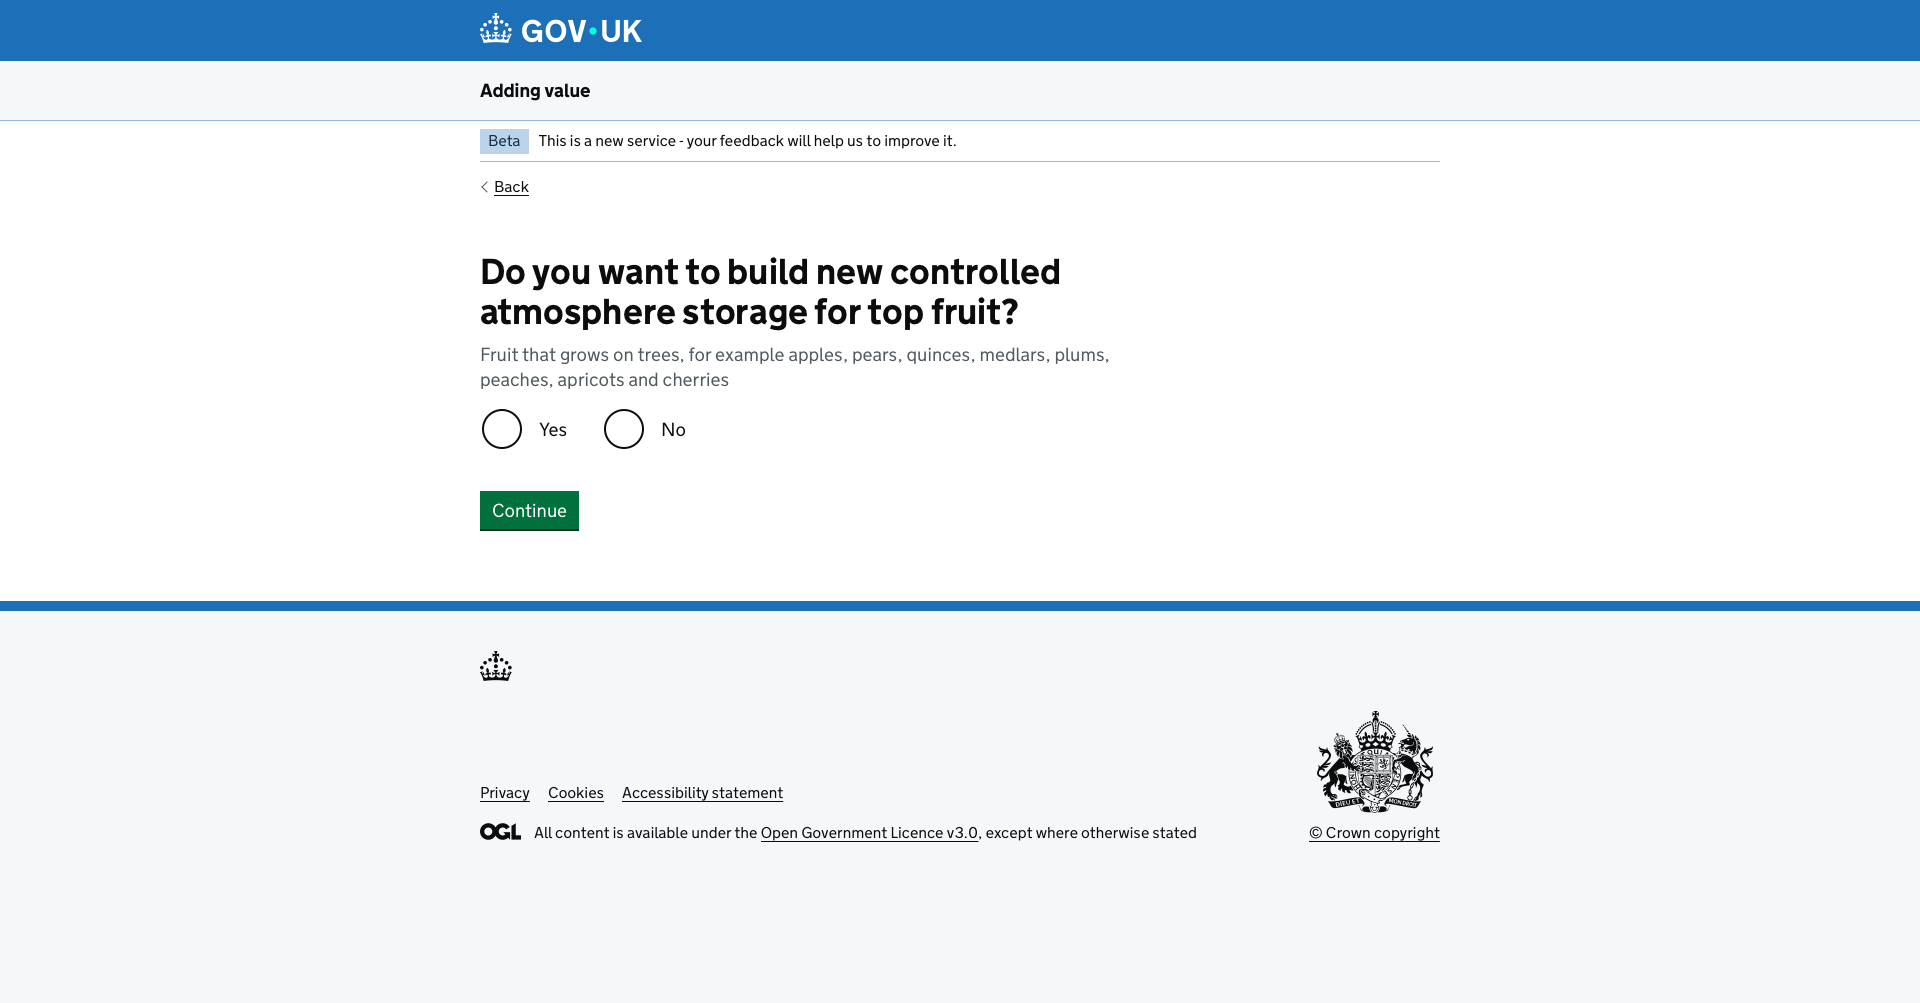 GOV·UK
Adding value
Beta This is a new service - your feedback will help us to improve it.
Back
Do you want to build new controlled
atmosphere storage for top fruit?
Fruit that grows on trees, for example apples, pears, quinces, medlars, plums,
peaches, apricots and cherries
Yes No
Continue
QUI
DIEU ET MON DROIT
Privacy Cookies Accessibility statement
OGL All content is available under the Open Government Licence v3.0, except where otherwise stated
© Crown copyright